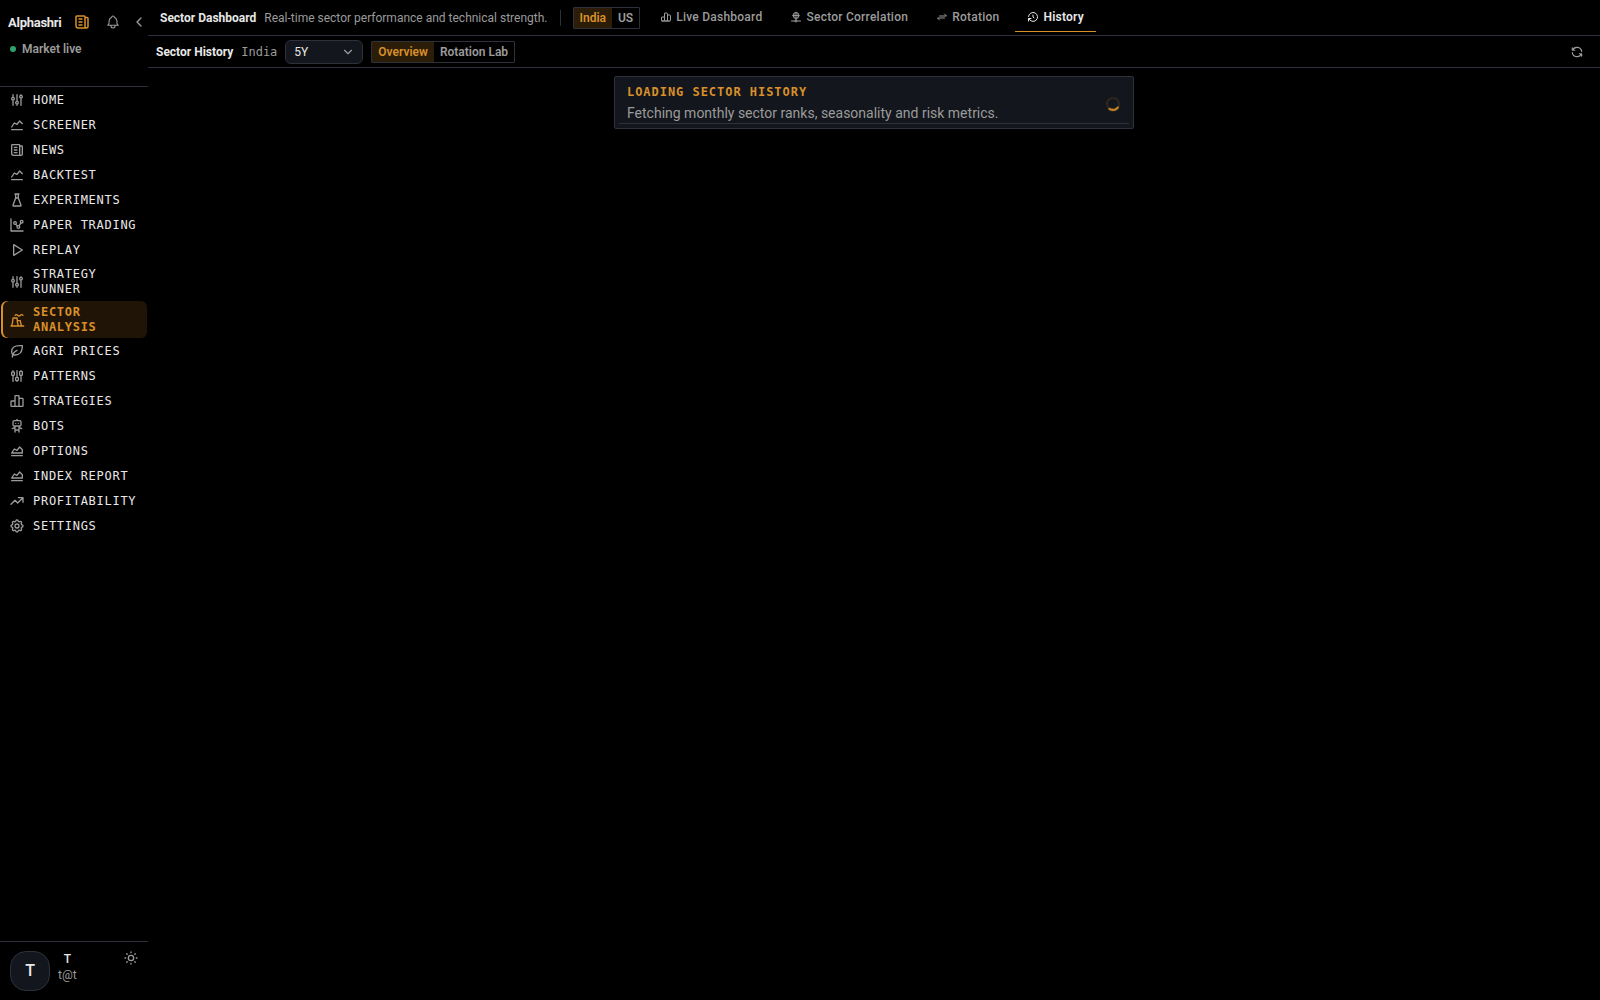 Alphashri
Market live
HOME
SCREENER
NEWS
BACKTEST
EXPERIMENTS
PAPER TRADING
REPLAY
STRATEGY
RUNNER
SECTOR
ANALYSIS
AGRI PRICES
PATTERNS
STRATEGIES
BOTS
OPTIONS
INDEX REPORT
PROFITABILITY
SETTINGS
T
T
t@t
Sector Dashboard Real-time sector performance and technical strength. India US Live Dashboard Sector Correlation Rotation History
Sector History India 5Y Overview Rotation Lab
LOADING SECTOR HISTORY
Fetching monthly sector ranks, seasonality and risk metrics.